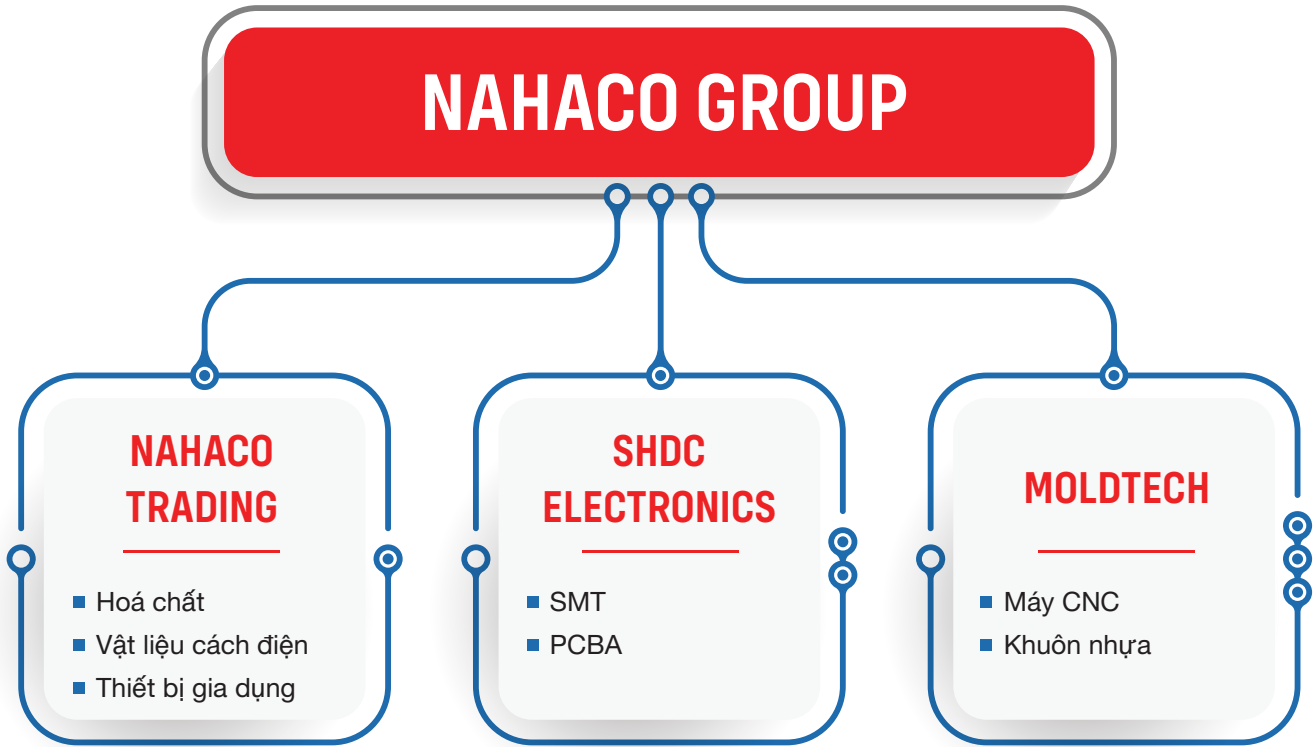 NAHACO GROUP
NAHACO
TRADING
Hoá chất
Vật liệu cách điện
Thiết bị gia dụng
SHDC
ELECTRONICS
SMT
PCBA
MOLDTECH
Máy CNC
Khuôn nhựa